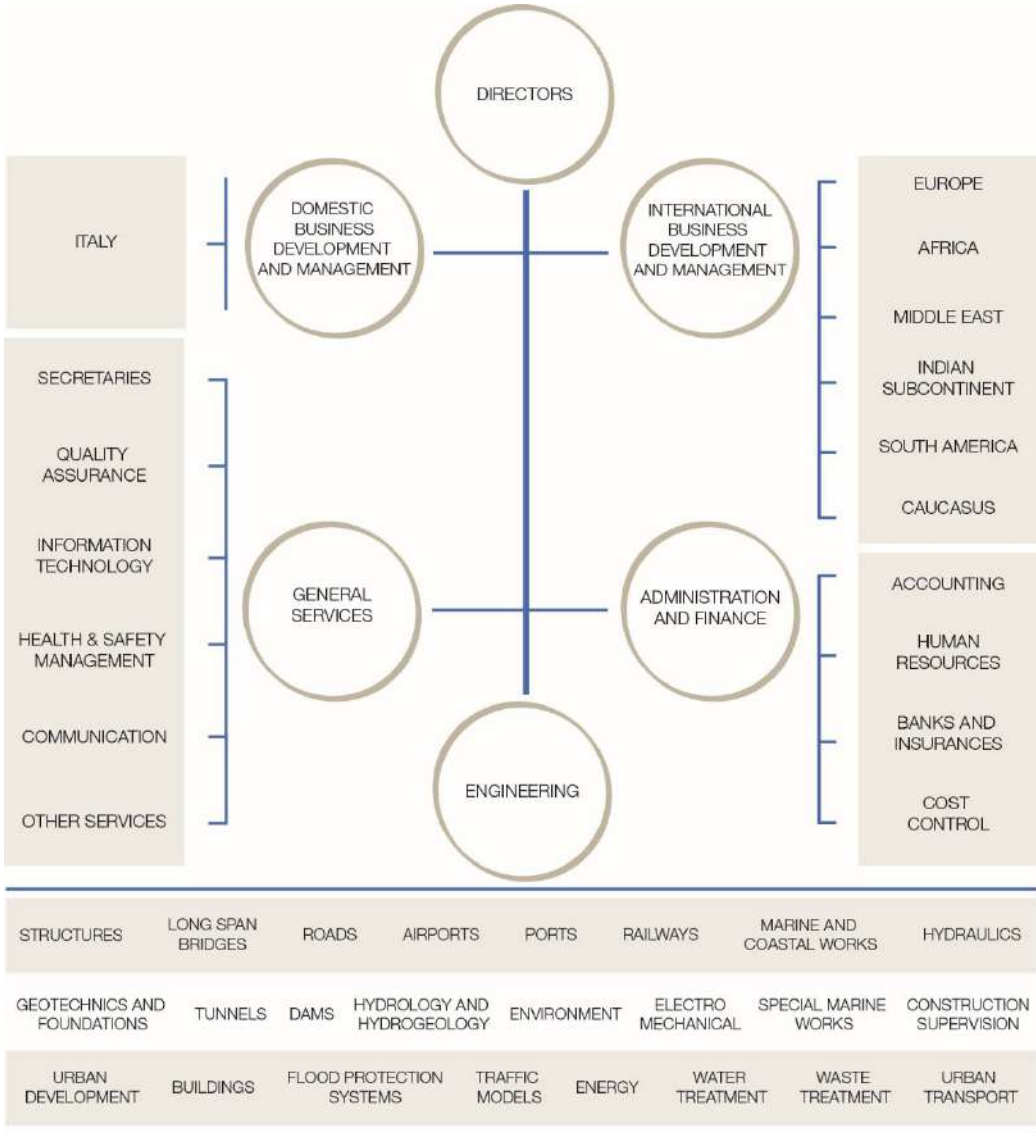 DIRECTORS
ITALY
DOMESTIC
BUSINESS
DEVELOPMENT
AND MANAGEMENT
INTERNATIONAL
BUSINESS
DEVELOPMENT
AND MANAGEMENT
EUROPE
AFRICA
MIDDLE EAST
INDIAN
SUBCONTINENT
SOUTH AMERICA
CAUCASUS
SECRETARIES
QUALITY
ASSURANCE
INFORMATION
TECHNOLOGY
HEALTH & SAFETY
MANAGEMENT
COMMUNICATION
OTHER SERVICES
GENERAL
SERVICES
ADMINISTRATION
AND FINANCE
ACCOUNTING
HUMAN
RESOURCES
BANKS AND
INSURANCES
COST
CONTROL
ENGINEERING
STRUCTURES
LONG SPAN
BRIDGES
ROADS
AIRPORTS
PORTS
RAILWAYS
MARINE AND
COASTAL WORKS
HYDRAULICS
GEOTECHNICS AND
FOUNDATIONS
TUNNELS
DAMS
HYDROLOGY AND
HYDROGEOLOGY
ENVIRONMENT
ELECTRO
MECHANICAL
SPECIAL MARINE
WORKS
CONSTRUCTION
SUPERVISION
URBAN
DEVELOPMENT
BUILDINGS
FLOOD PROTECTION
SYSTEMS
TRAFFIC
MODELS
ENERGY
WATER
TREATMENT
WASTE
TREATMENT
URBAN
TRANSPORT